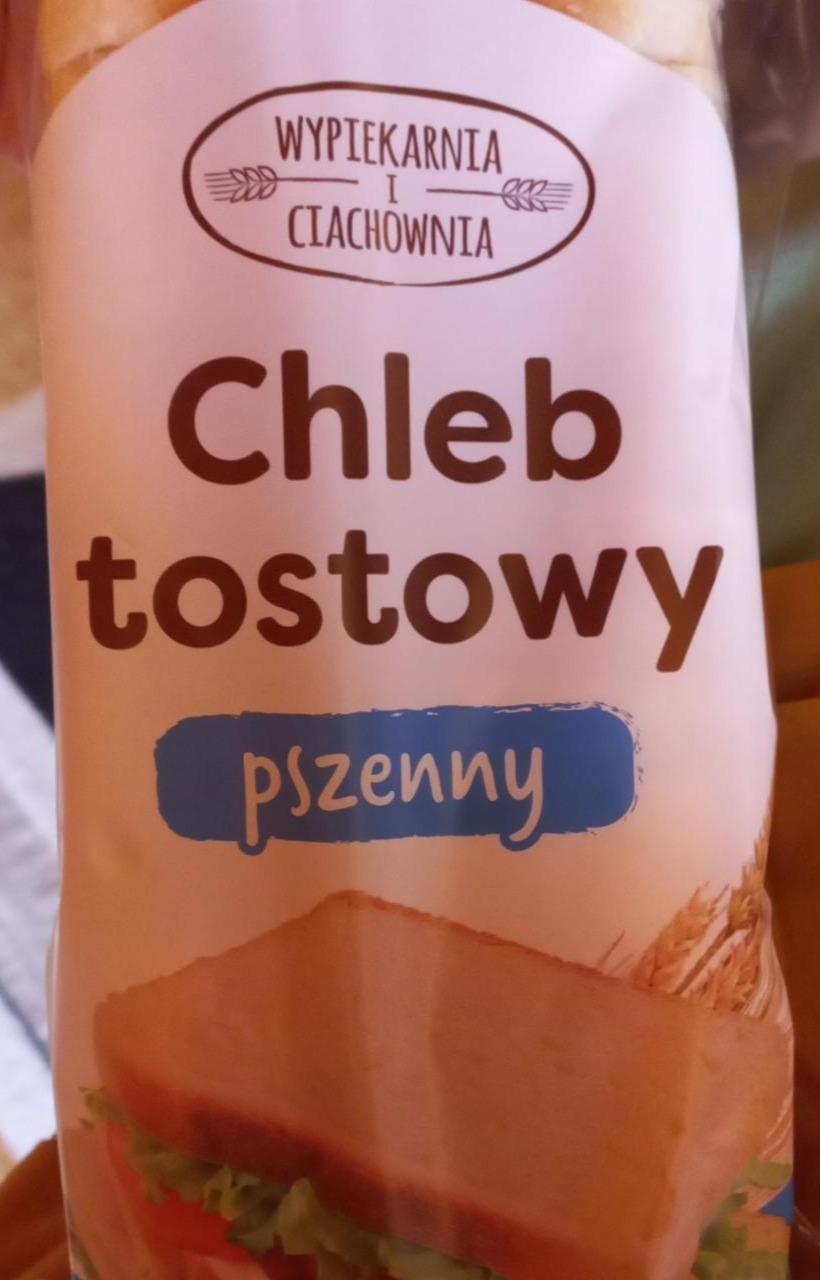 WYPIEKARNIA
I
CIACHOWNIA
Chleb
tostowy
pszenny